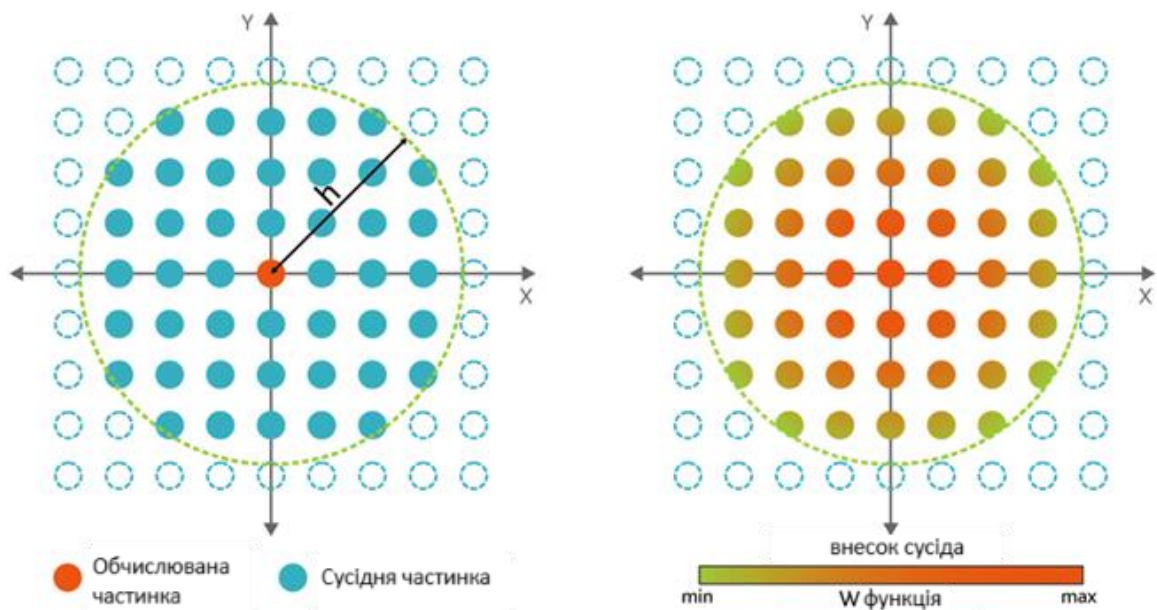 Y
Y
h
X
X
Обчислювана
частинка
Сусідня частинка
внесок сусіда
min
W функція
max